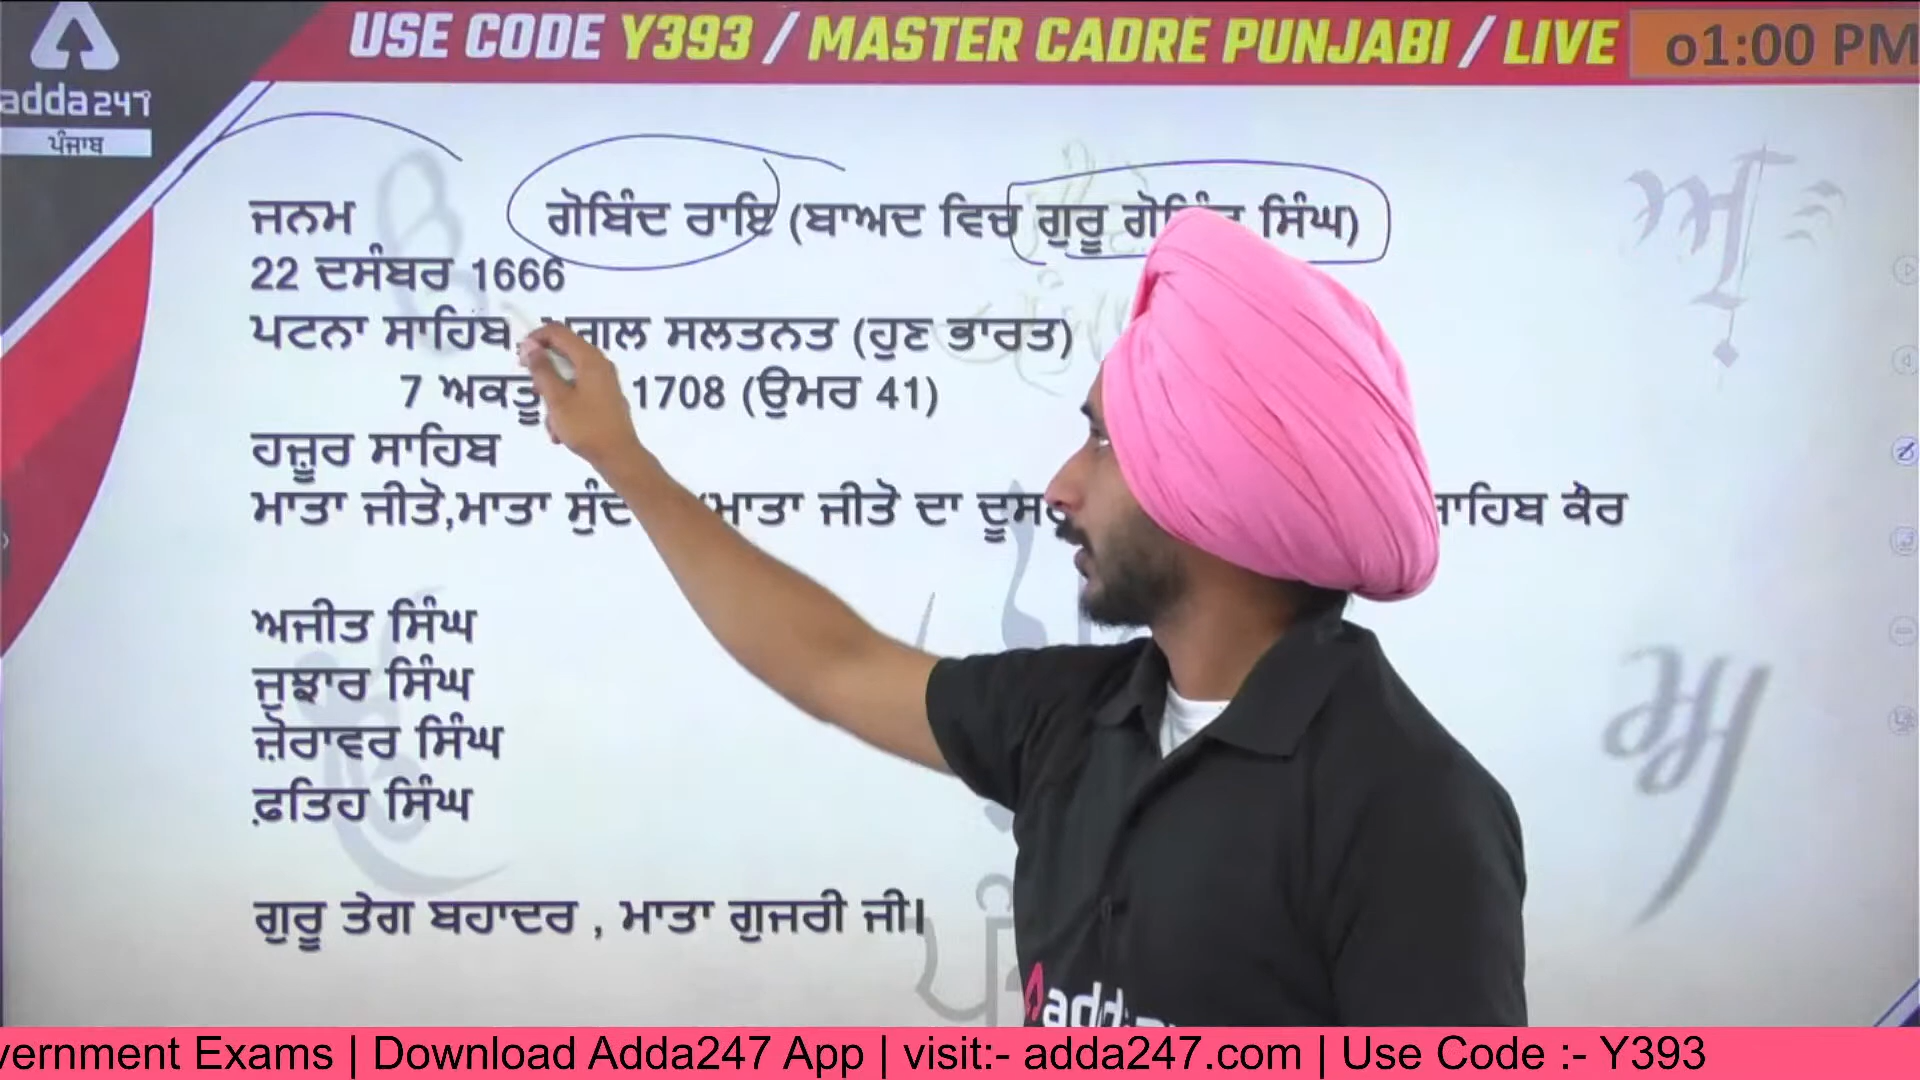 USE CODE Y393 / MASTER CADRE PUNJABI / LIVE
01:00 PM
adda247
ਪੰਜਾਬ
ਜਨਮ ਗੋਬਿੰਦ ਰਾਇ (ਬਾਅਦ ਵਿਚ ਗੁਰੂ ਗੋਬਿੰਦ ਸਿੰਘ)
22 ਦਸੰਬਰ 1666
ਪਟਨਾ ਸਾਹਿਬ, ਮੁਗਲ ਸਲਤਨਤ (ਹੁਣ ਭਾਰਤ)
7 1708 (ਉਮਰ 41)
ਹਜ਼ੂਰ ਸਾਹਿਬ
ਮਾਤਾ ਜੀਤੋ,ਮਾਤਾ (ਮਾਤਾ ਜੀਤੋ ਦਾ ਸਾਹਿਬ ਕੌਰ
ਅਜੀਤ ਸਿੰਘ
ਜੁਝਾਰ ਸਿੰਘ
ਜ਼ੋਰਾਵਰ ਸਿੰਘ
ਫ਼ਤਿਹ ਸਿੰਘ
ਗੁਰੂ ਤੇਗ ਬਹਾਦਰ , ਮਾਤਾ ਗੁਜਰੀ ਜੀ।
vernment Exams | Download Adda247 App | visit:- adda247.com | Use Code :- Y393